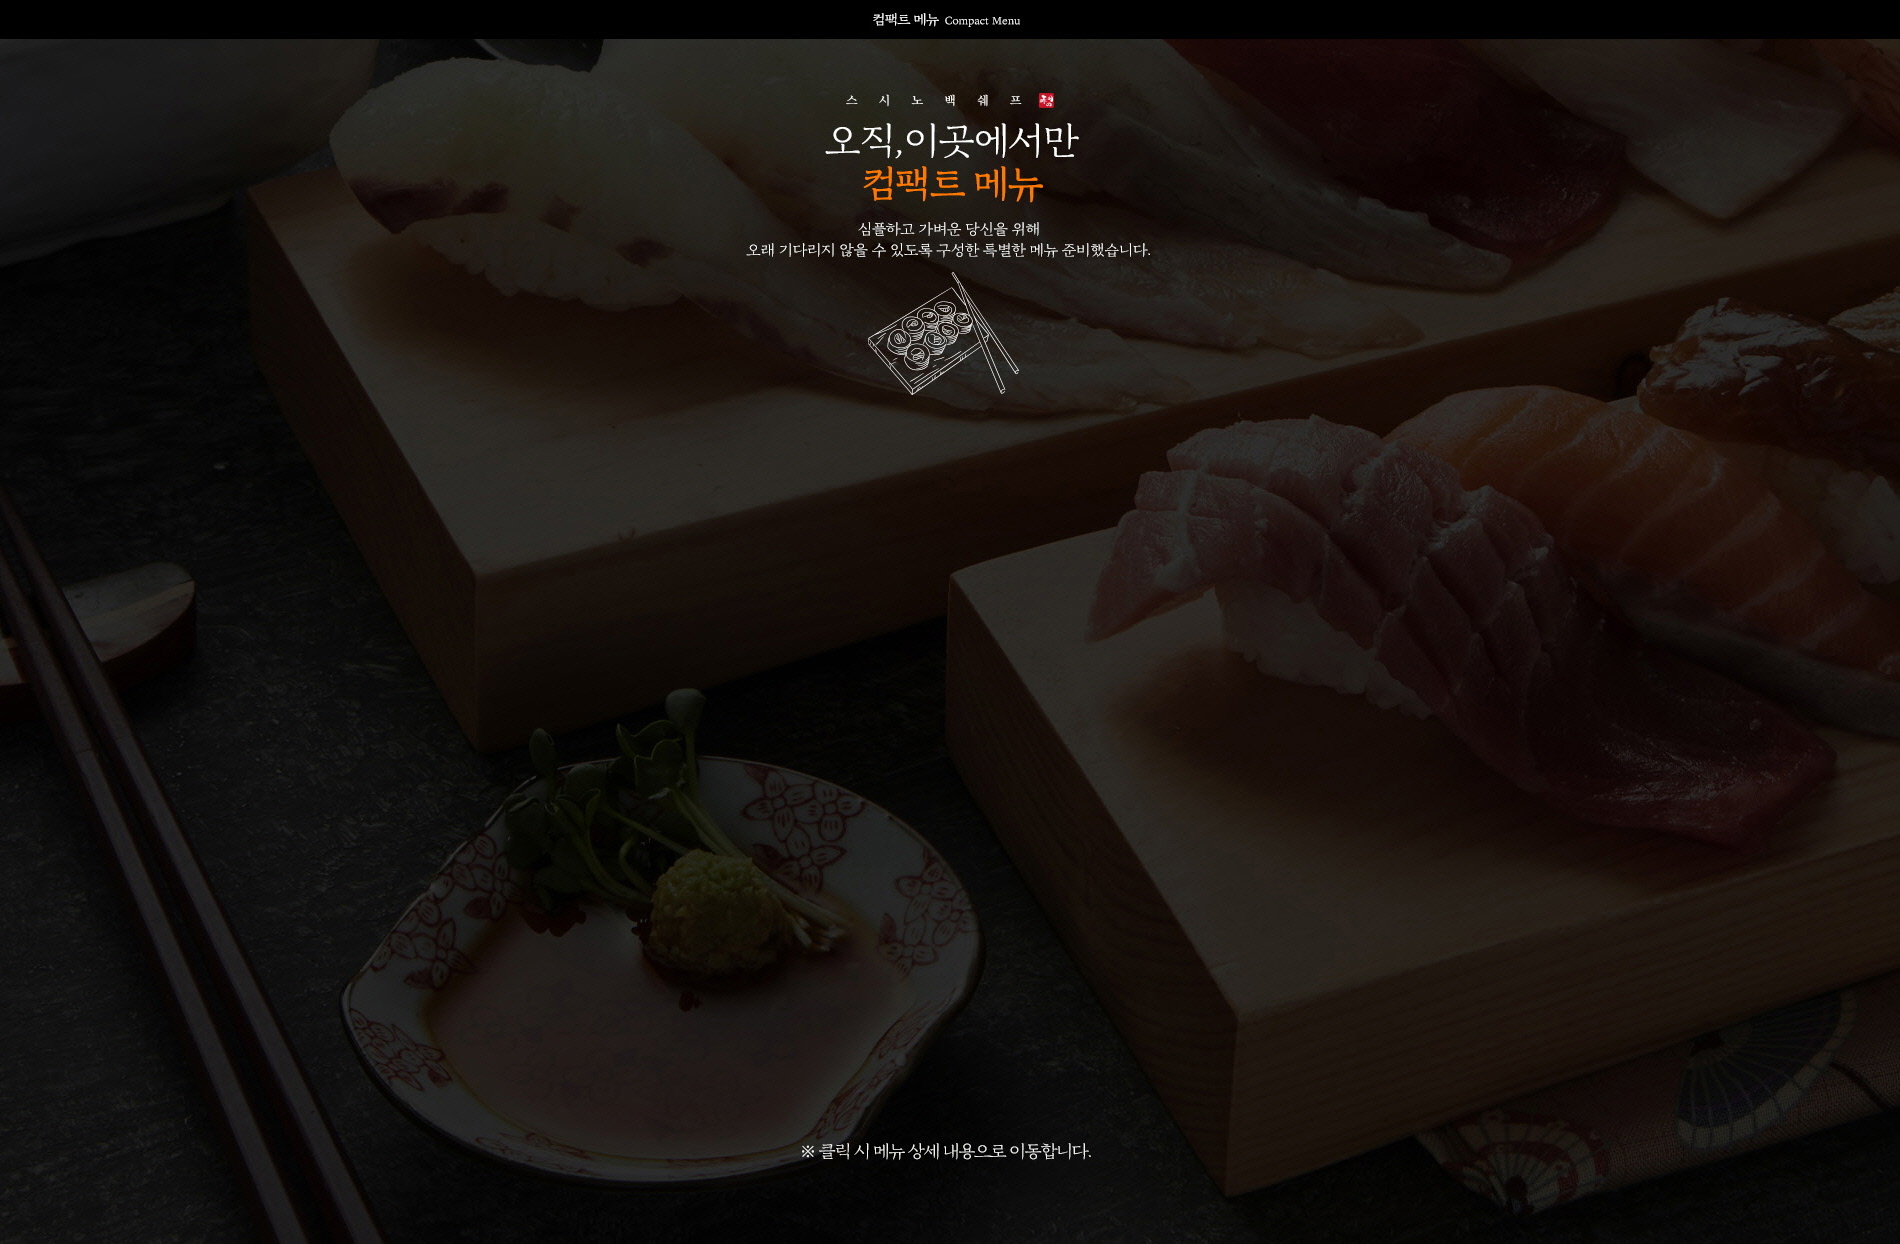 컴팩트 메뉴 Compact Menu
스시노백쉐프
오직,이곳에서만
컴팩트 메뉴
심플하고 가벼운 당신을 위해
오래 기다리지 않을 수 있도록 구성한 특별한 메뉴 준비했습니다.
※ 클릭 시 메뉴 상세 내용으로 이동합니다.